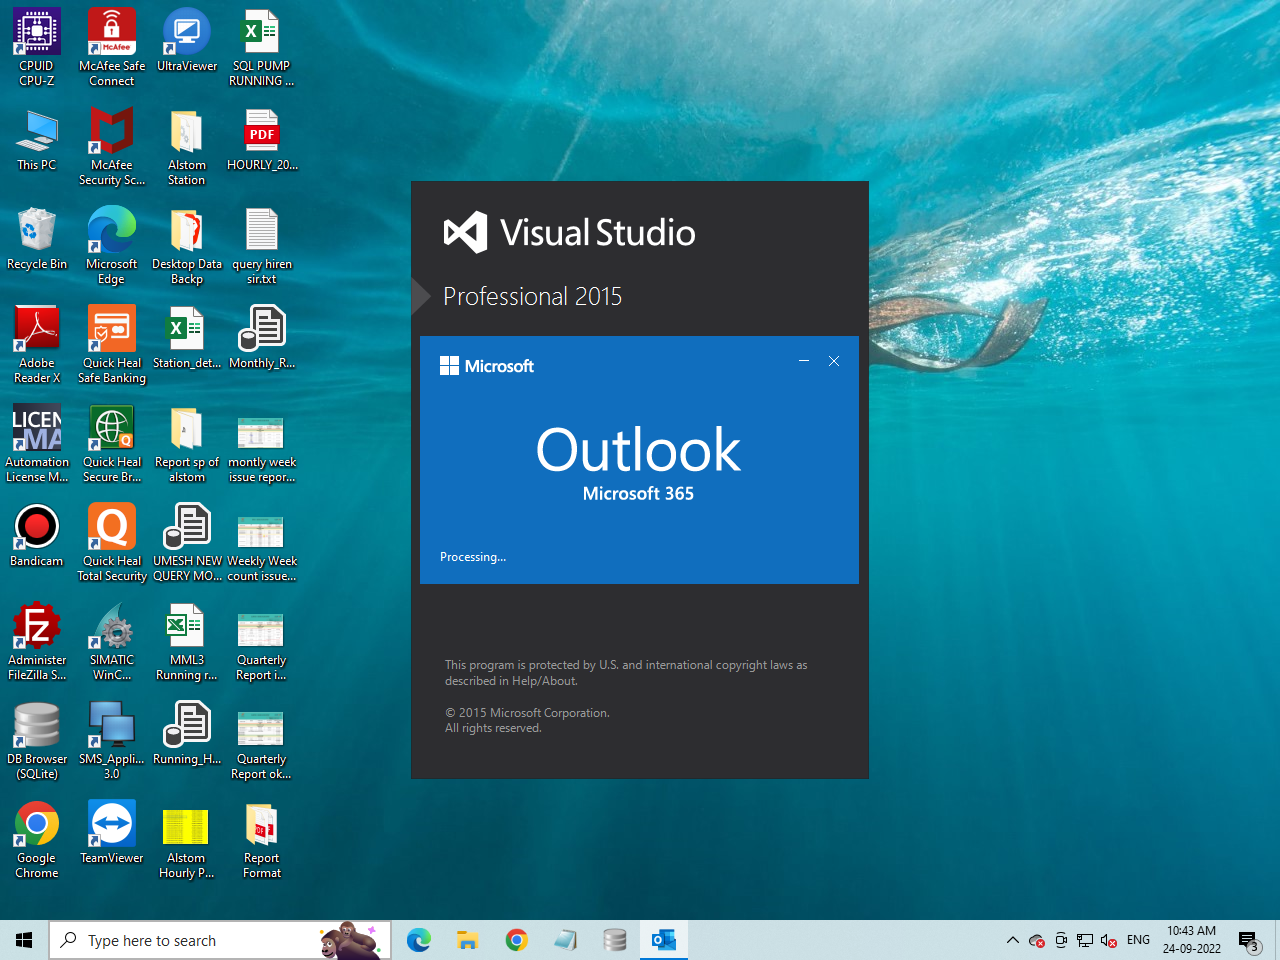 CPUID
CPU-Z
McAfee
McAfee Safe
Connect
UltraViewer
SQL PUMP
RUNNING ...
This PC
McAfee
Security Sc...
Alstom
Station
PDF
HOURLY_20...
Recycle Bin
Microsoft
Edge
Desktop Data
Backp
query hiren
sir.txt
Adobe
Reader X
Quick Heal
Safe Banking
Station_det...
Monthly_R...
LICEN
MA
Automation
License M...
Quick Heal
Secure Br...
Report sp of
alstom
montly week
issue repor...
Bandicam
Quick Heal
Total Security
UMESH NEW
QUERY MO...
Weekly Week
count issue...
Administer
FileZilla S...
SIMATIC
WinC...
MML3
Running r...
Quarterly
Report i...
DB Browser
(SQLite)
SMS_Appli...
3.0
Running_H...
Quarterly
Report ok...
Google
Chrome
TeamViewer
Alstom
Hourly P...
Report
Format
Visual Studio
Professional 2015
Microsoft
Outlook
Microsoft 365
Processing...
This program is protected by U.S. and international copyright laws as
described in Help/About.
© 2015 Microsoft Corporation.
All rights reserved.
Type here to search
ENG
10:43 AM
24-09-2022
3